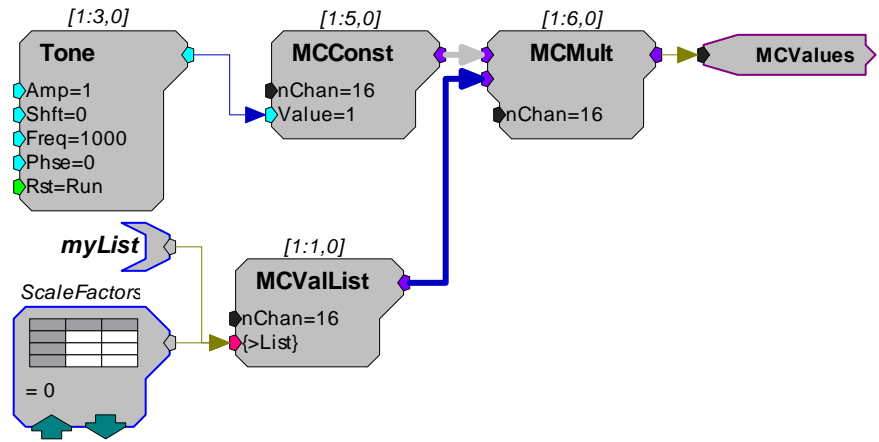 [1:3,0]
Tone
Amp=1
Shft=0
Freq=1000
Phse=0
Rst=Run
[1:5,0]
MCConst
nChan=16
Value=1
[1:6,0]
MCMult
nChan=16
MCValues
myList
[1:1,0]
MCValList
nChan=16
{>List}
ScaleFactors
= 0